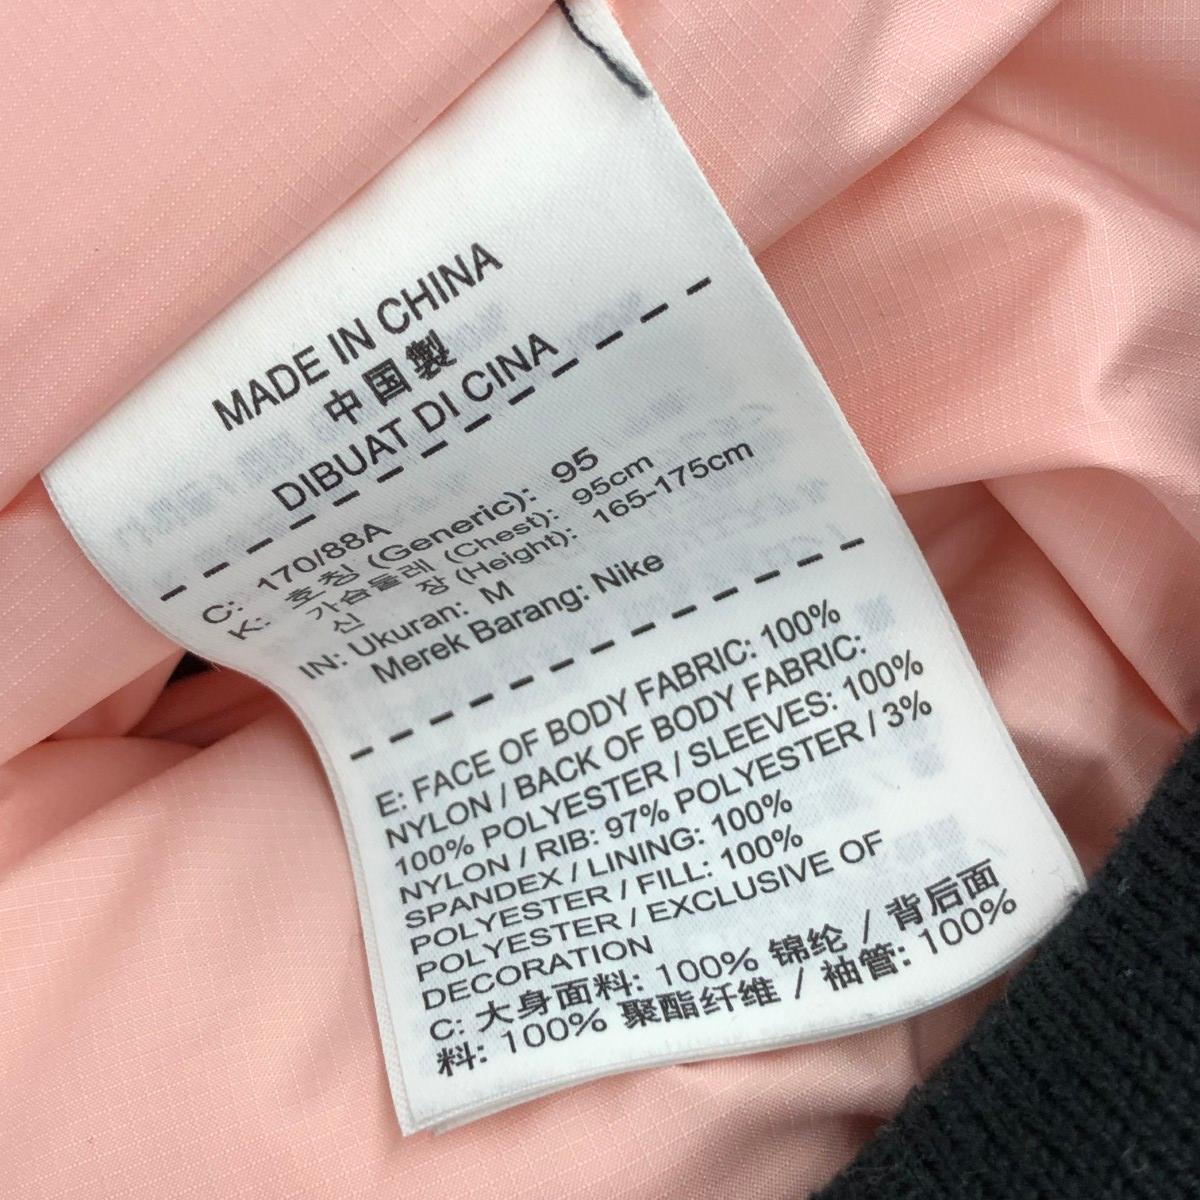 MADE IN CHINA
中国製
DIBUAT DI CINA
C: 170/88A
K: 호칭 (Generic): 95
가슴둘레 (Chest): 95cm
신 장 (Height): 165-175cm
IN: Ukuran: M
Merek Barang: Nike
E: FACE OF BODY FABRIC: 100%
NYLON / BACK OF BODY FABRIC:
100% POLYESTER / SLEEVES: 100%
NYLON / RIB: 97% POLYESTER / 3%
SPANDEX / LINING: 100%
POLYESTER / FILL: 100%
POLYESTER / EXCLUSIVE OF
DECORATION
C: 大身面料: 100% 锦纶 / 背后面
料: 100% 聚酯纤维 / 袖管: 100%